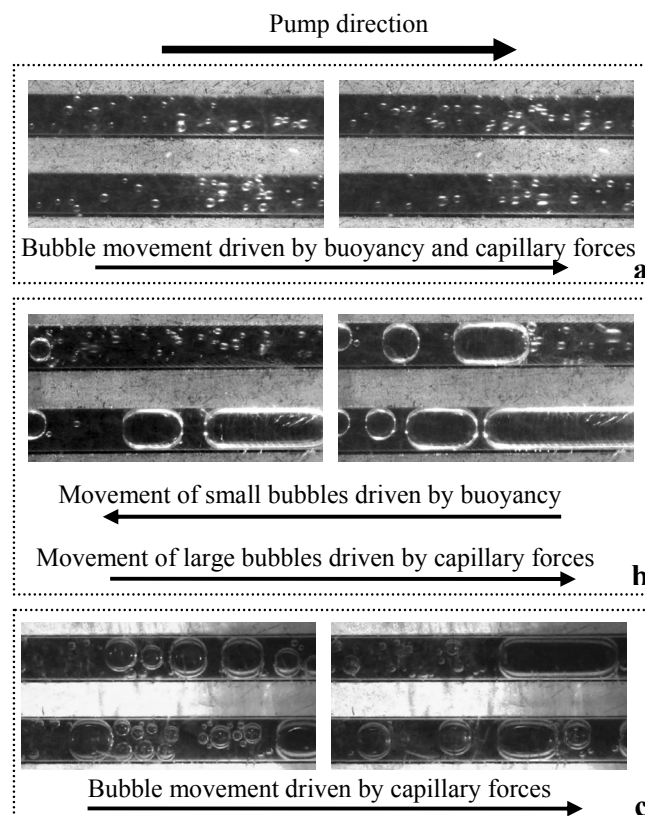 Pump direction
Bubble movement driven by buoyancy and capillary forces
a
Movement of small bubbles driven by buoyancy
Movement of large bubbles driven by capillary forces
b
Bubble movement driven by capillary forces
c